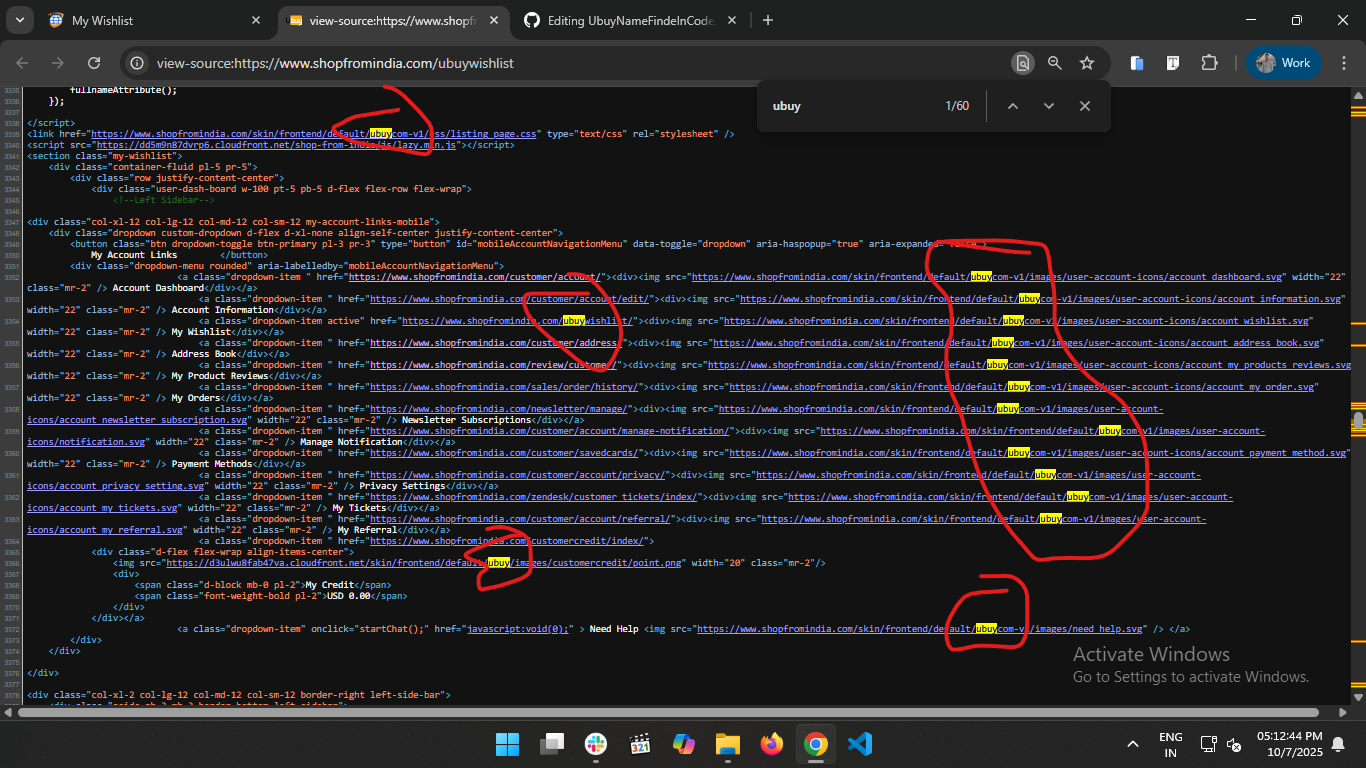 My Wishlist
view-source:https://www.shopf
Editing UbuyNameFindeInCode
view-source:https://www.shopfromindia.com/ubuywishlist
Work
ubuy
1/60
3335 fullnameAttribute();
3336 });
3337
3338 </script>
3339 <link href="https://www.shopfromindia.com/skin/frontend/default/ubuycom-v1/css/listing_page.css" type="text/css" rel="stylesheet" />
3340 <script src="https://dd5m9n87dvrp6.cloudfront.net/shop-from-india/js/lazy.min.js"></script>
3341 <section class="my-wishlist">
3342 <div class="container-fluid pl-5 pr-5">
3343 <div class="row justify-content-center">
3344 <div class="user-dash-board w-100 pt-5 pb-5 d-flex flex-row flex-wrap">
3345 <!--Left Sidebar-->
3346
3347 <div class="col-xl-12 col-lg-12 col-md-12 col-sm-12 my-account-links-mobile">
3348 <div class="dropdown custom-dropdown d-flex d-xl-none align-self-center justify-content-center">
3349 <button class="btn dropdown-toggle btn-primary pl-3 pr-3" type="button" id="mobileAccountNavigationMenu" data-toggle="dropdown" aria-haspopup="true" aria-expanded="false">
3350 My Account Links </button>
3351 <div class="dropdown-menu rounded" aria-labelledby="mobileAccountNavigationMenu">
3352 <a class="dropdown-item " href="https://www.shopfromindia.com/customer/account/"><div><img src="https://www.shopfromindia.com/skin/frontend/default/ubuycom-v1/images/user-account-icons/account_dashboard.svg" width="22"
class="mr-2" /> Account Dashboard</div></a>
3353 <a class="dropdown-item " href="https://www.shopfromindia.com/customer/account/edit/"><div><img src="https://www.shopfromindia.com/skin/frontend/default/ubuycom-v1/images/user-account-icons/account_information.svg"
width="22" class="mr-2" /> Account Information</div></a>
3354 <a class="dropdown-item active" href="https://www.shopfromindia.com/ubuywishlist/"><div><img src="https://www.shopfromindia.com/skin/frontend/default/ubuycom-v1/images/user-account-icons/account_wishlist.svg"
width="22" class="mr-2" /> My Wishlist</div></a>
3355 <a class="dropdown-item " href="https://www.shopfromindia.com/customer/address/"><div><img src="https://www.shopfromindia.com/skin/frontend/default/ubuycom-v1/images/user-account-icons/account_address_book.svg"
width="22" class="mr-2" /> Address Book</div></a>
3356 <a class="dropdown-item " href="https://www.shopfromindia.com/review/customer/"><div><img src="https://www.shopfromindia.com/skin/frontend/default/ubuycom-v1/images/user-account-icons/account_my_products_reviews.svg"
width="22" class="mr-2" /> My Product Reviews</div></a>
3357 <a class="dropdown-item " href="https://www.shopfromindia.com/sales/order/history/"><div><img src="https://www.shopfromindia.com/skin/frontend/default/ubuycom-v1/images/user-account-icons/account_my_order.svg"
width="22" class="mr-2" /> My Orders</div></a>
3358 <a class="dropdown-item " href="https://www.shopfromindia.com/newsletter/manage/"><div><img src="https://www.shopfromindia.com/skin/frontend/default/ubuycom-v1/images/user-account-
icons/account_newsletter_subscription.svg" width="22" class="mr-2" /> Newsletter Subscriptions</div></a>
3359 <a class="dropdown-item " href="https://www.shopfromindia.com/customer/account/manage-notification/"><div><img src="https://www.shopfromindia.com/skin/frontend/default/ubuycom-v1/images/user-account-
icons/notification.svg" width="22" class="mr-2" /> Manage Notification</div></a>
3360 <a class="dropdown-item " href="https://www.shopfromindia.com/customer/savedcards/"><div><img src="https://www.shopfromindia.com/skin/frontend/default/ubuycom-v1/images/user-account-icons/account_payment_method.svg"
width="22" class="mr-2" /> Payment Methods</div></a>
3361 <a class="dropdown-item " href="https://www.shopfromindia.com/customer/account/privacy/"><div><img src="https://www.shopfromindia.com/skin/frontend/default/ubuycom-v1/images/user-account-
icons/account_privacy_setting.svg" width="22" class="mr-2" /> Privacy Settings</div></a>
3362 <a class="dropdown-item " href="https://www.shopfromindia.com/zendesk/customer_tickets/index/"><div><img src="https://www.shopfromindia.com/skin/frontend/default/ubuycom-v1/images/user-account-
icons/account_my_tickets.svg" width="22" class="mr-2" /> My Tickets</div></a>
3363 <a class="dropdown-item " href="https://www.shopfromindia.com/customer/account/referral/"><div><img src="https://www.shopfromindia.com/skin/frontend/default/ubuycom-v1/images/user-account-
icons/account_my_referral.svg" width="22" class="mr-2" /> My Referral</div></a>
3364 <a class="dropdown-item " href="https://www.shopfromindia.com/customercredit/index/">
3365 <div class="d-flex flex-wrap align-items-center">
3366 <img src="https://d3ulwu8fab47va.cloudfront.net/skin/frontend/default/ubuy/images/customercredit/point.png" width="20" class="mr-2"/>
3367 <div>
3368 <span class="d-block mb-0 pl-2">My Credit</span>
3369 <span class="font-weight-bold pl-2">USD 0.00</span>
3370 </div>
3371 </div></a>
3372 <a class="dropdown-item" onclick="startChat();" href="javascript:void(0);" > Need Help <img src="https://www.shopfromindia.com/skin/frontend/default/ubuycom-v1/images/need_help.svg" /> </a>
3373 </div>
3374 </div>
3375
3376 </div>
3377
3378 <div class="col-xl-2 col-lg-12 col-md-12 col-sm-12 border-right left-side-bar">
Activate Windows
Go to Settings to activate Windows.
321
ENG
IN
05:12:44 PM
10/7/2025